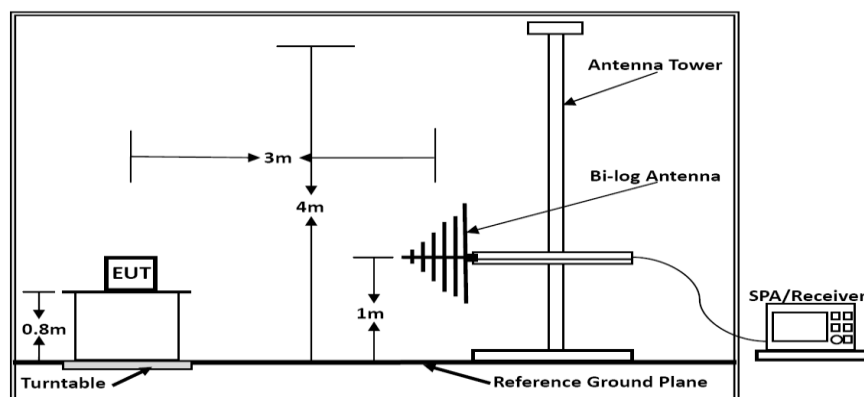 Antenna Tower
3m
Bi-log Antenna
4m
EUT
SPA/Receiver
0.8m
1m
Turntable
Reference Ground Plane